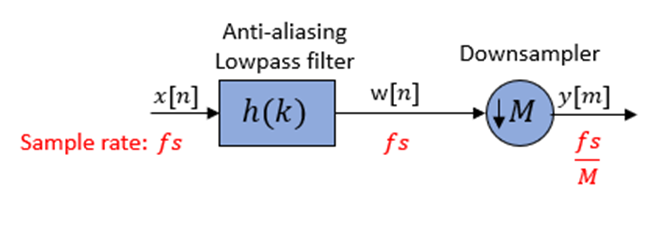 Anti-aliasing
Lowpass filter
Downsampler
x[n]
h(k)
w[n]
↓M
y[m]
Sample rate: fs
fs
fs
M